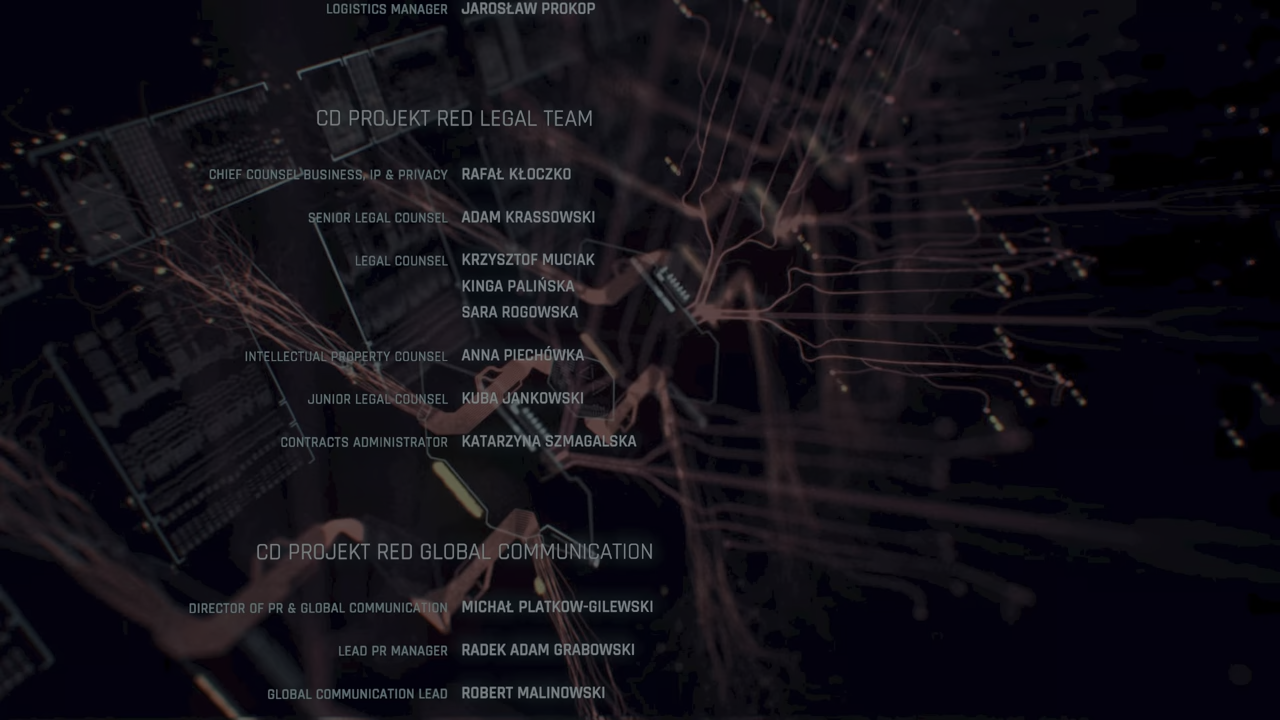 LOGISTICS MANAGER JAROSŁAW PROKOP
CD PROJEKT RED LEGAL TEAM
CHIEF COUNSEL BUSINESS, IP & PRIVACY RAFAŁ KŁOCZKO
SENIOR LEGAL COUNSEL ADAM KRASSOWSKI
LEGAL COUNSEL KRZYSZTOF MUCIAK
KINGA PALIŃSKA
SARA ROGOWSKA
INTELLECTUAL PROPERTY COUNSEL ANNA PIECHÓWKA
JUNIOR LEGAL COUNSEL KUBA JANKOWSKI
CONTRACTS ADMINISTRATOR KATARZYNA SZMAGALSKA
CD PROJEKT RED GLOBAL COMMUNICATION
DIRECTOR OF PR & GLOBAL COMMUNICATION MICHAŁ PLATKOW-GILEWSKI
LEAD PR MANAGER RADEK ADAM GRABOWSKI
GLOBAL COMMUNICATION LEAD ROBERT MALINOWSKI